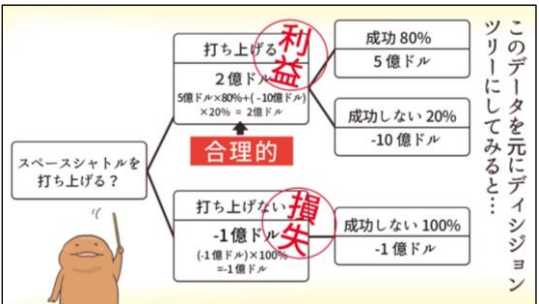 このデータを元にディシジョン
ツリーにしてみると…
スペースシャトルを
打ち上げる？
打ち上げる
利益
2億ドル
5億ドル×80%+(-10億ドル)
×20% = 2億ドル
合理的
成功 80%
5 億ドル
成功しない 20%
-10 億ドル
打ち上げない
損失
-1億ドル
(-1億ドル)×100%
=-1億ドル
成功しない 100%
-1 億ドル